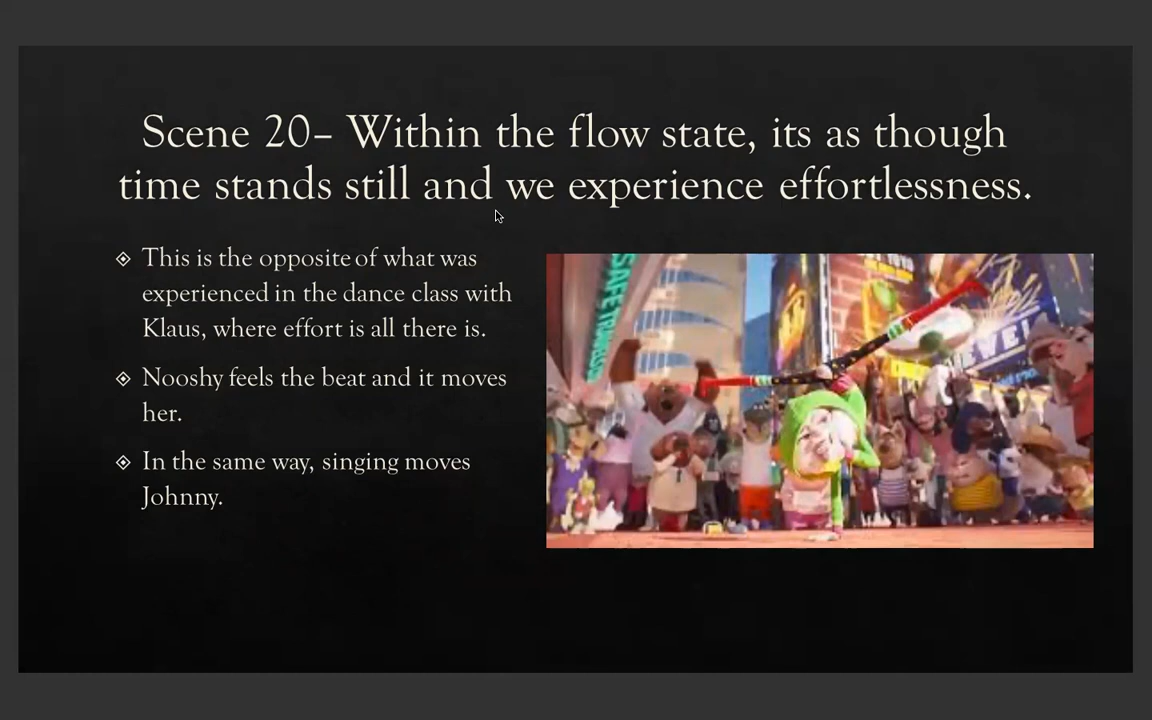 Scene 20– Within the flow state, its as though
time stands still and we experience effortlessness.
This is the opposite of what was
experienced in the dance class with
Klaus, where effort is all there is.
Nooshy feels the beat and it moves
her.
In the same way, singing moves
Johnny.